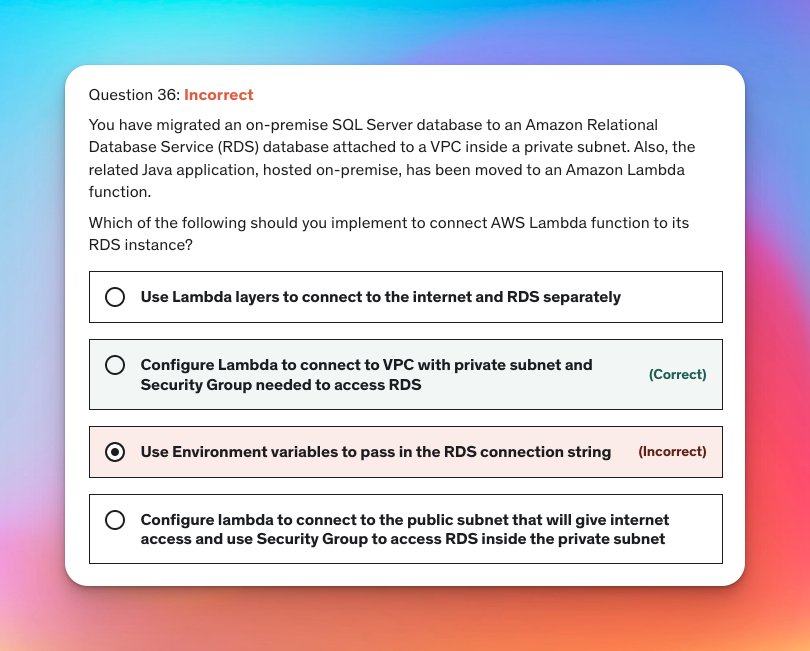 Question 36: Incorrect
You have migrated an on-premise SQL Server database to an Amazon Relational
Database Service (RDS) database attached to a VPC inside a private subnet. Also, the
related Java application, hosted on-premise, has been moved to an Amazon Lambda
function.
Which of the following should you implement to connect AWS Lambda function to its
RDS instance?
Use Lambda layers to connect to the internet and RDS separately
Configure Lambda to connect to VPC with private subnet and
Security Group needed to access RDS
(Correct)
Use Environment variables to pass in the RDS connection string
(Incorrect)
Configure lambda to connect to the public subnet that will give internet
access and use Security Group to access RDS inside the private subnet